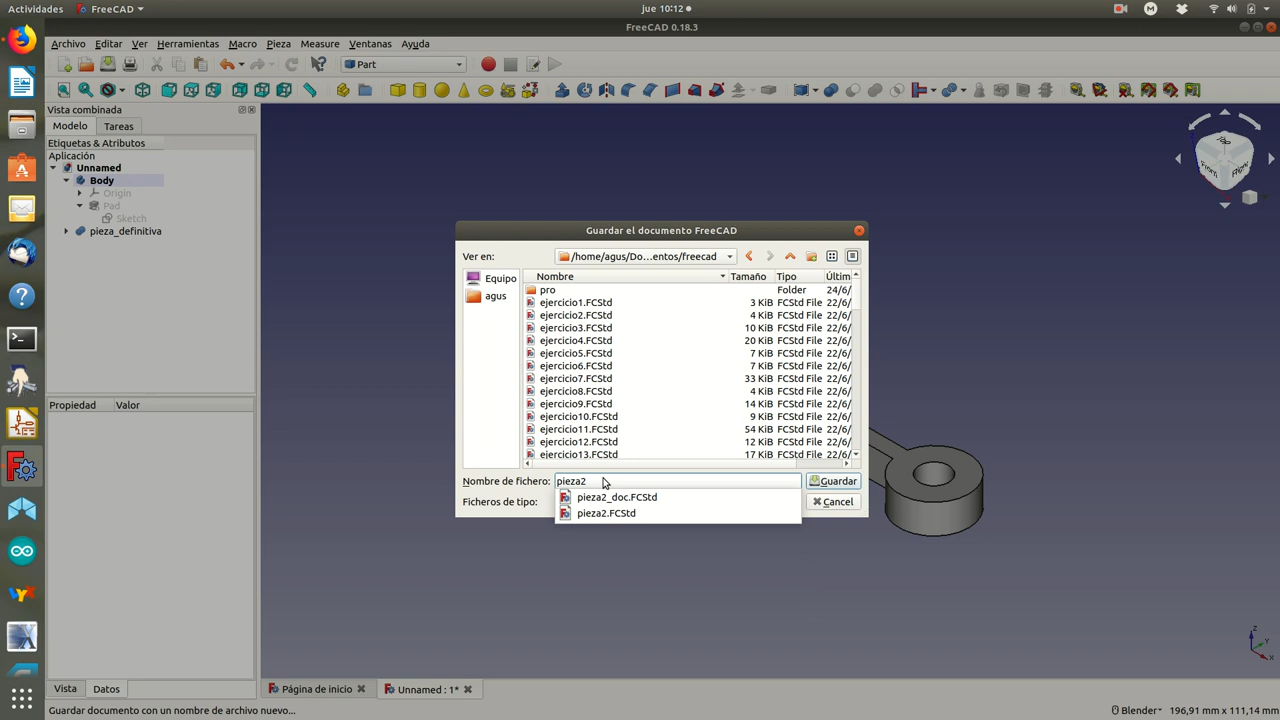 Actividades
FreeCAD
jue 10:12
FreeCAD 0.18.3
Archivo Editar Ver Herramientas Macro Pieza Measure Ventanas Ayuda
Part
Vista combinada
Modelo Tareas
Etiquetas & Atributos
Aplicación
Unnamed
Body
Origin
Pad
Sketch
pieza_definitiva
Propiedad Valor
Vista Datos
Guardar el documento FreeCAD
Ver en: /home/agus/Do...entos/freecad
Equipo
agus
Nombre Tamaño Tipo Últim
pro Folder 24/6/
ejercicio1.FCStd 3 KiB FCStd File 22/6/
ejercicio2.FCStd 4 KiB FCStd File 22/6/
ejercicio3.FCStd 10 KiB FCStd File 22/6/
ejercicio4.FCStd 20 KiB FCStd File 22/6/
ejercicio5.FCStd 7 KiB FCStd File 22/6/
ejercicio6.FCStd 7 KiB FCStd File 22/6/
ejercicio7.FCStd 33 KiB FCStd File 22/6/
ejercicio8.FCStd 4 KiB FCStd File 22/6/
ejercicio9.FCStd 14 KiB FCStd File 22/6/
ejercicio10.FCStd 9 KiB FCStd File 22/6/
ejercicio11.FCStd 54 KiB FCStd File 22/6/
ejercicio12.FCStd 12 KiB FCStd File 22/6/
ejercicio13.FCStd 17 KiB FCStd File 22/6/
Nombre de fichero: pieza2 Guardar
pieza2_doc.FCStd
Ficheros de tipo: Cancel
pieza2.FCStd
Z
Y
X
Página de inicio Unnamed : 1*
Guardar documento con un nombre de archivo nuevo... Blender 196,91 mm x 111,14 mm